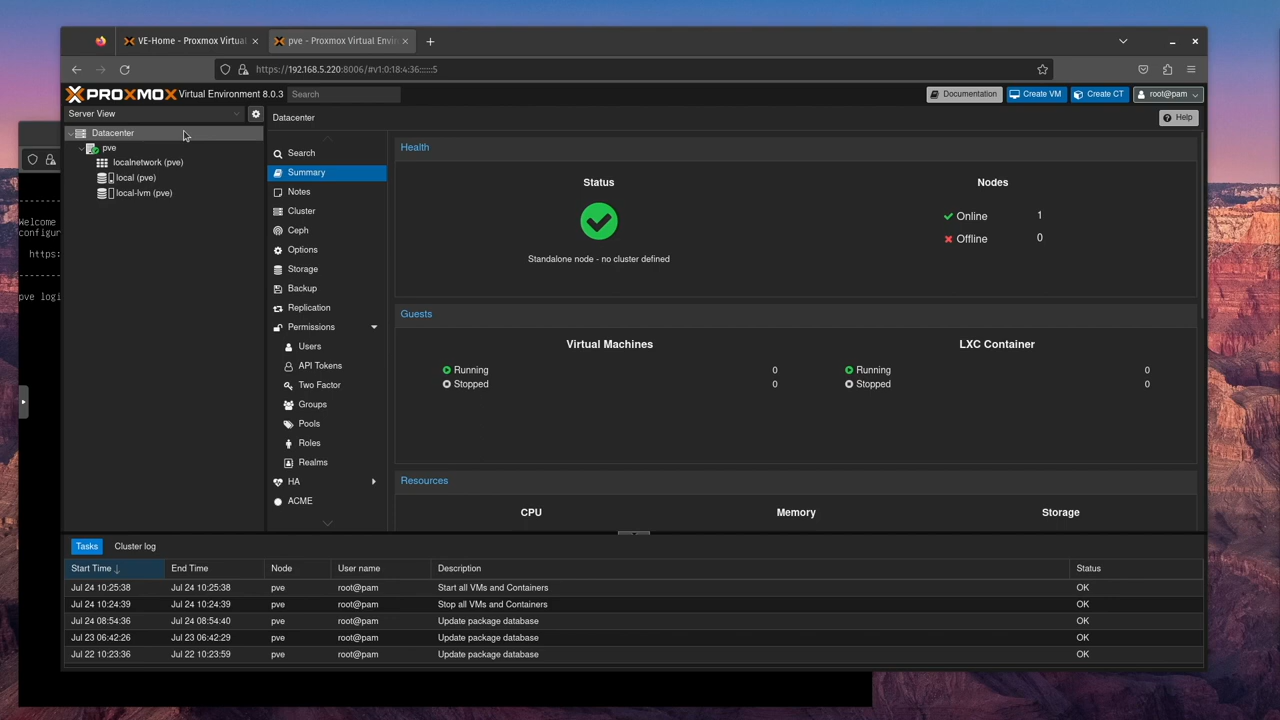 VE-Home - Proxmox Virtual
pve - Proxmox Virtual Envir
https://192.168.5.220:8006/#v1:0:18:4:36::::::5
PROXMOX Virtual Environment 8.0.3
Search
Documentation
Create VM
Create CT
root@pam
Server View
Datacenter
Help
Datacenter
pve
localnetwork (pve)
local (pve)
local-lvm (pve)
Search
Summary
Notes
Cluster
Ceph
Options
Storage
Backup
Replication
Permissions
Users
API Tokens
Two Factor
Groups
Pools
Roles
Realms
HA
ACME
Health
Status
Nodes
Online 1
Offline 0
Standalone node - no cluster defined
Guests
Virtual Machines
LXC Container
Running 0
Running 0
Stopped 0
Stopped 0
Resources
CPU
Memory
Storage
Welcome
configur
https:
pve logi
Tasks
Cluster log
Start Time End Time Node User name Description Status
Jul 24 10:25:38 Jul 24 10:25:38 pve root@pam Start all VMs and Containers OK
Jul 24 10:24:39 Jul 24 10:24:39 pve root@pam Stop all VMs and Containers OK
Jul 24 08:54:36 Jul 24 08:54:40 pve root@pam Update package database OK
Jul 23 06:42:26 Jul 23 06:42:29 pve root@pam Update package database OK
Jul 22 10:23:36 Jul 22 10:23:59 pve root@pam Update package database OK